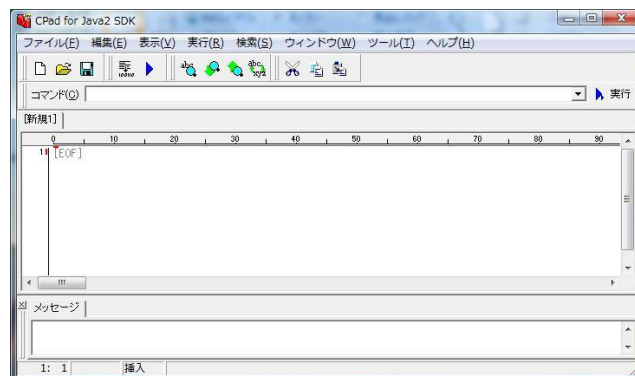 CPad for Java2 SDK
ファイル(F) 編集(E) 表示(V) 実行(R) 検索(S) ウィンドウ(W) ツール(T) ヘルプ(H)
コマンド(C) 実行
[新規1]
0 10 20 30 40 50 60 70 80 90
1 [EOF]
メッセージ
1: 1 挿入